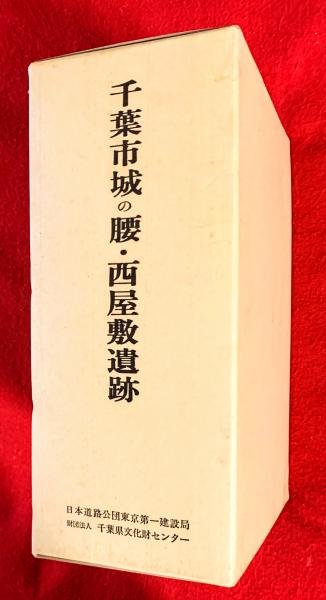 千葉市城の腰・西屋敷遺跡
日本道路公団東京第一建設局
財団法人 千葉県文化財センター